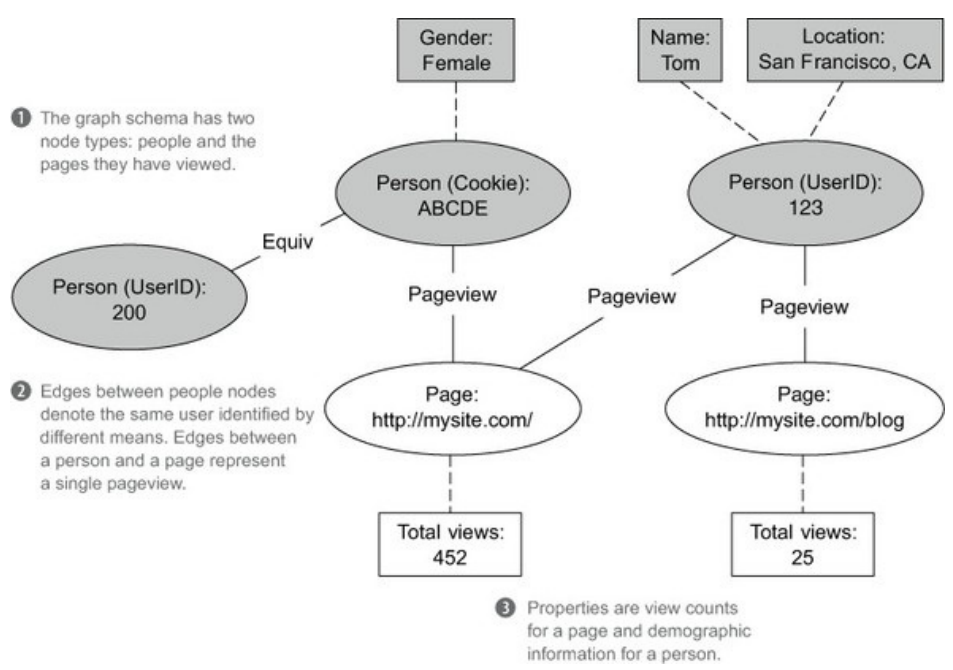 Gender:
Female
Name:
Tom
Location:
San Francisco, CA
1 The graph schema has two
node types: people and the
pages they have viewed.
Person (Cookie):
ABCDE
Person (UserID):
123
Equiv
Person (UserID):
200
Pageview
Pageview
Pageview
2 Edges between people nodes
denote the same user identified by
different means. Edges between
a person and a page represent
a single pageview.
Page:
http://mysite.com/
Page:
http://mysite.com/blog
Total views:
452
Total views:
25
3 Properties are view counts
for a page and demographic
information for a person.